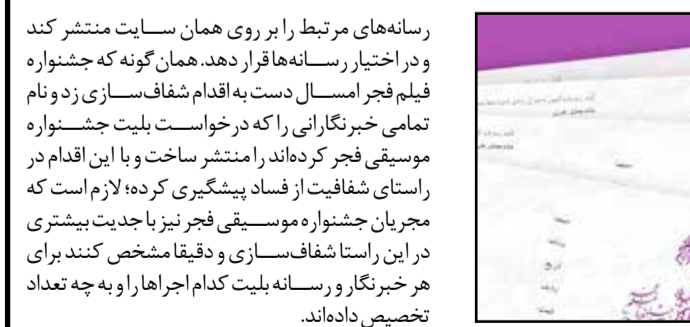 رسانه‌های مرتبط را بر روی همان سایت منتشر کند
و در اختیار رسانه‌ها قرار دهد. همان گونه که جشنواره
فیلم فجر امسال دست به اقدام شفاف‌سازی زد و نام
تمامی خبرنگارانی را که درخواست بلیت جشنواره
موسیقی فجر کرده‌اند را منتشر ساخت و با این اقدام در
راستای شفافیت از فساد پیشگیری کرده؛ لازم است که
مجریان جشنواره موسیقی فجر نیز با جدیت بیشتری
در این راستا شفاف‌سازی و دقیقا مشخص کنند برای
هر خبرنگار و رسانه بلیت کدام اجراها را و به چه تعداد
تخصیص داده‌اند.